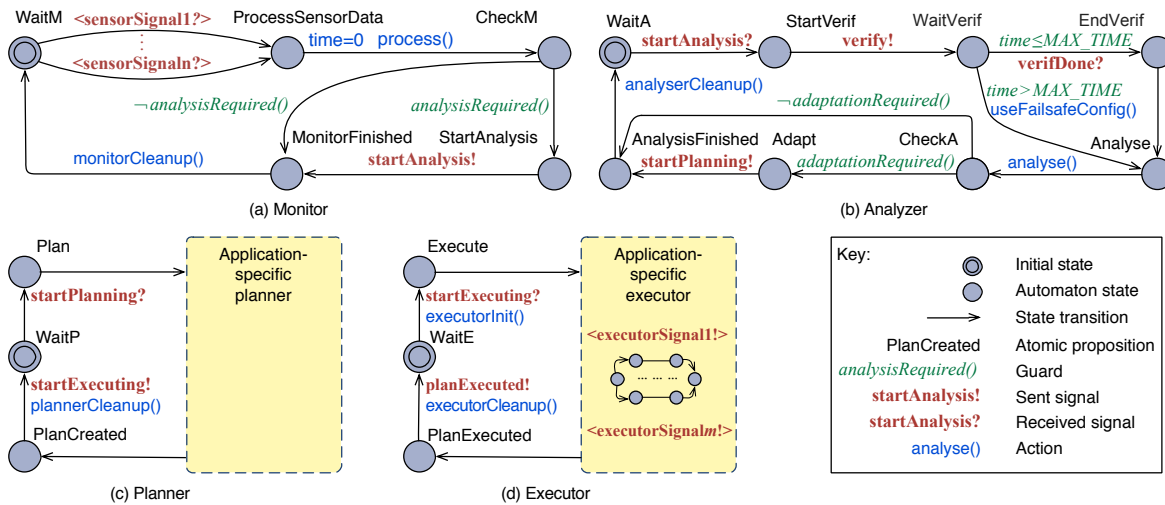 WaitM
<sensorSignal1?>
<sensorSignaln?>
ProcessSensorData
time=0 process()
CheckM
¬analysisRequired()
analysisRequired()
MonitorFinished
StartAnalysis
monitorCleanup()
startAnalysis!
(a) Monitor
WaitA
startAnalysis?
StartVerif
verify!
WaitVerif
EndVerif
time≤MAX_TIME
verifDone?
time>MAX_TIME
useFailsafeConfig()
analyserCleanup()
¬adaptationRequired()
AnalysisFinished
Adapt
CheckA
Analyse
startPlanning!
adaptationRequired()
analyse()
(b) Analyzer
Plan
startPlanning?
WaitP
startExecuting!
plannerCleanup()
PlanCreated
Application-
specific
planner
(c) Planner
Execute
startExecuting?
executorInit()
WaitE
planExecuted!
executorCleanup()
PlanExecuted
Application-
specific
executor
<executorSignal1!>
... ... ...
<executorSignalm!>
(d) Executor
Key:
Initial state
Automaton state
State transition
PlanCreated Atomic proposition
analysisRequired() Guard
startAnalysis! Sent signal
startAnalysis? Received signal
analyse() Action